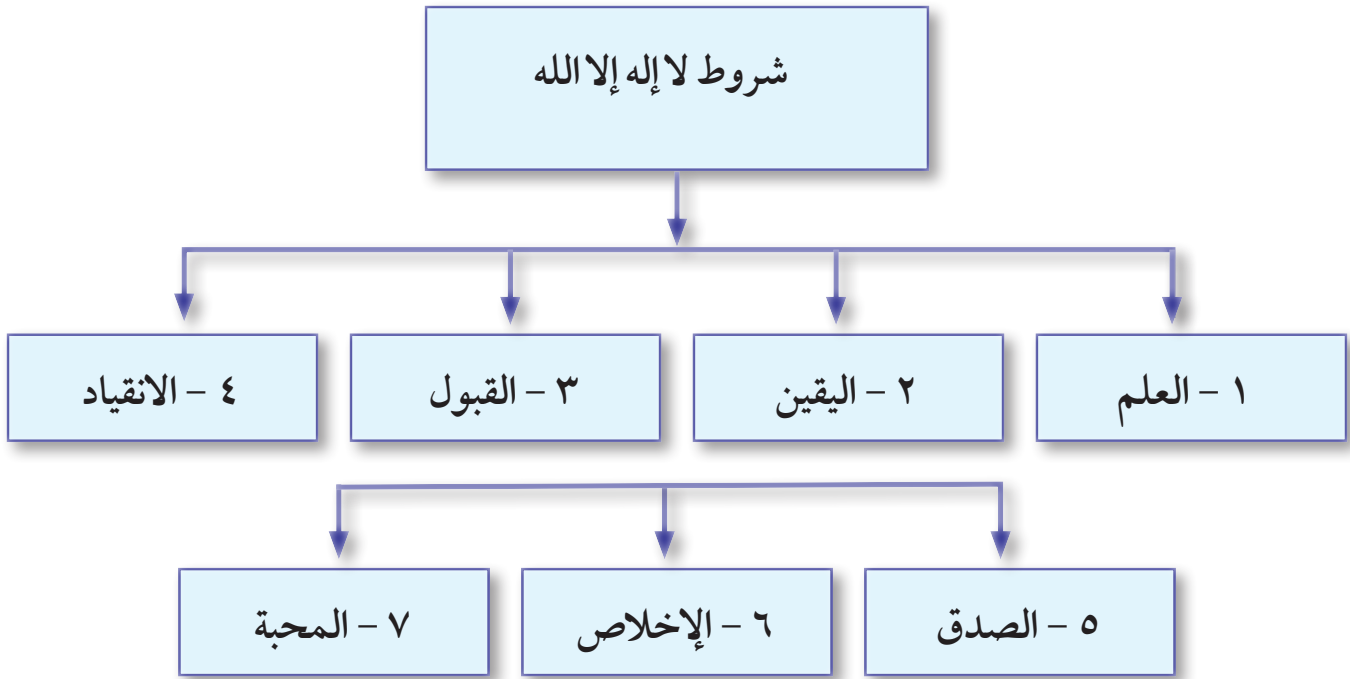 شروط لا إله إلا الله
١ - العلم
٢ - اليقين
٣ - القبول
٤ - الانقياد
٥ - الصدق
٦ - الإخلاص
٧ - المحبة